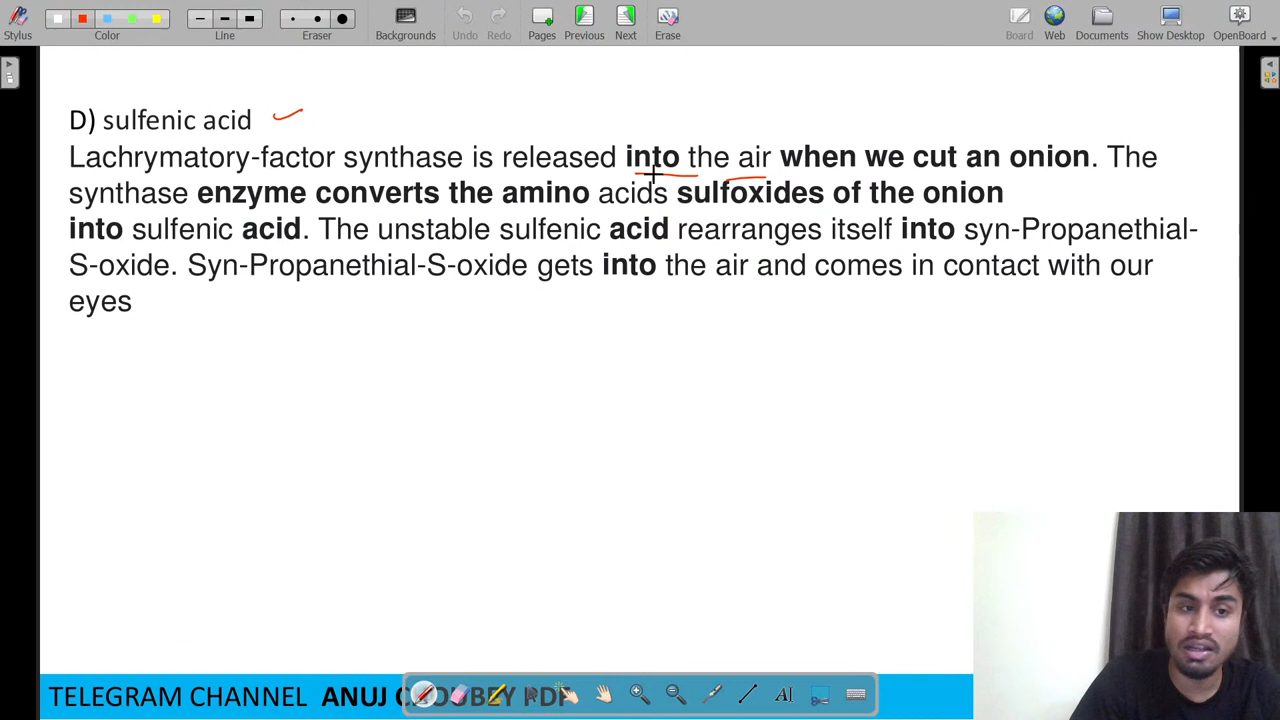 Stylus
Color
Line
Eraser
Backgrounds
Undo
Redo
Pages
Previous
Next
Erase
Board
Web
Documents
Show Desktop
OpenBoard
D) sulfenic acid
Lachrymatory-factor synthase is released into the air when we cut an onion. The
synthase enzyme converts the amino acids sulfoxides of the onion
into sulfenic acid. The unstable sulfenic acid rearranges itself into syn-Propanethial-
S-oxide. Syn-Propanethial-S-oxide gets into the air and comes in contact with our
eyes
TELEGRAM CHANNEL ANUJ PDF